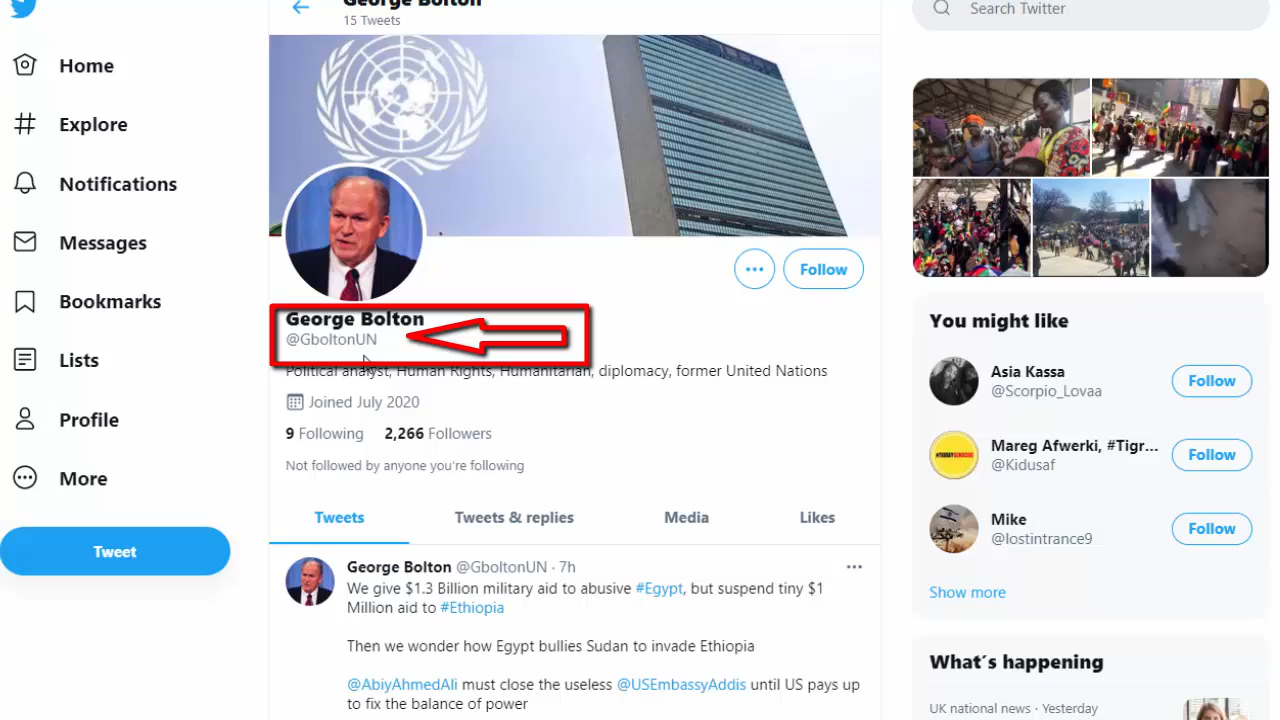 George Bolton
15 Tweets
Search Twitter
Home
Explore
Notifications
Messages
Bookmarks
Lists
Profile
More
Tweet
Follow
George Bolton
@GboltonUN
Political analyst, Human Rights, Humanitarian, diplomacy, former United Nations
Joined July 2020
9 Following 2,266 Followers
Not followed by anyone you're following
Tweets Tweets & replies Media Likes
George Bolton @GboltonUN · 7h
We give $1.3 Billion military aid to abusive #Egypt, but suspend tiny $1
Million aid to #Ethiopia
Then we wonder how Egypt bullies Sudan to invade Ethiopia
@AbiyAhmedAli must close the useless @USEmbassyAddis until US pays up
to fix the balance of power
You might like
Asia Kassa
@Scorpio_Lovaa
Follow
Mareg Afwerki, #Tigr...
@Kidusaf
Follow
Mike
@lostintrance9
Follow
Show more
What´s happening
UK national news · Yesterday